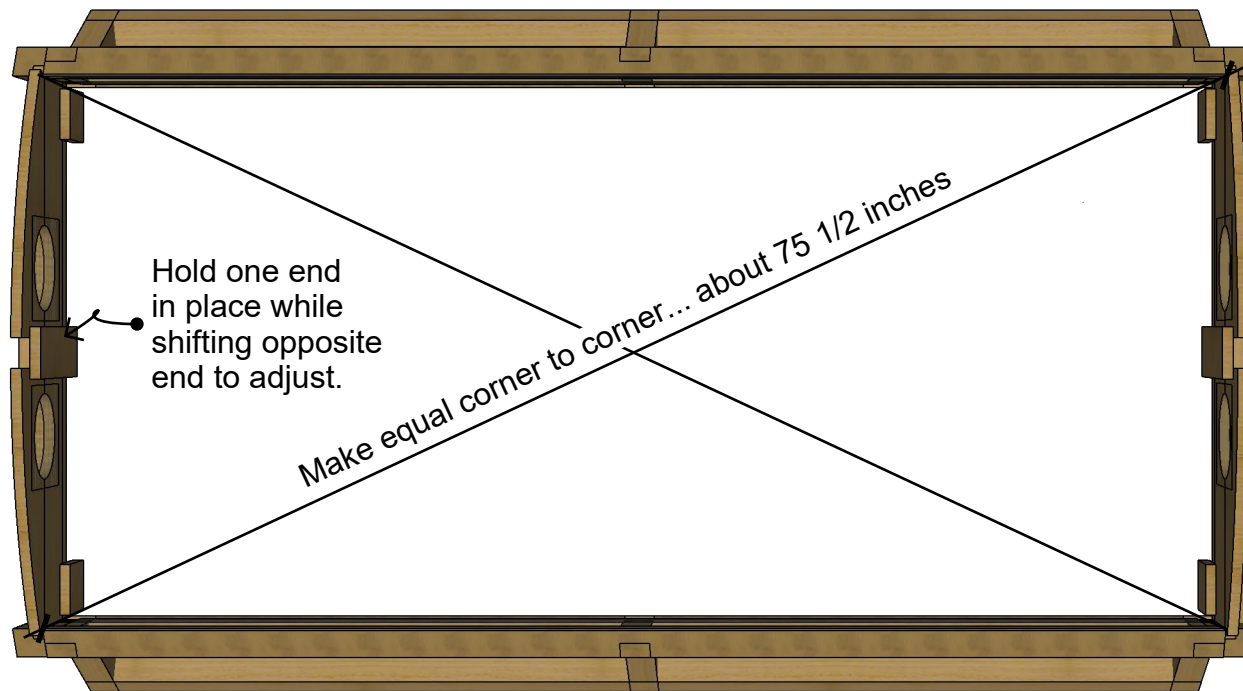 Hold one end
in place while
shifting opposite
end to adjust.
Make equal corner to corner... about 75 1/2 inches